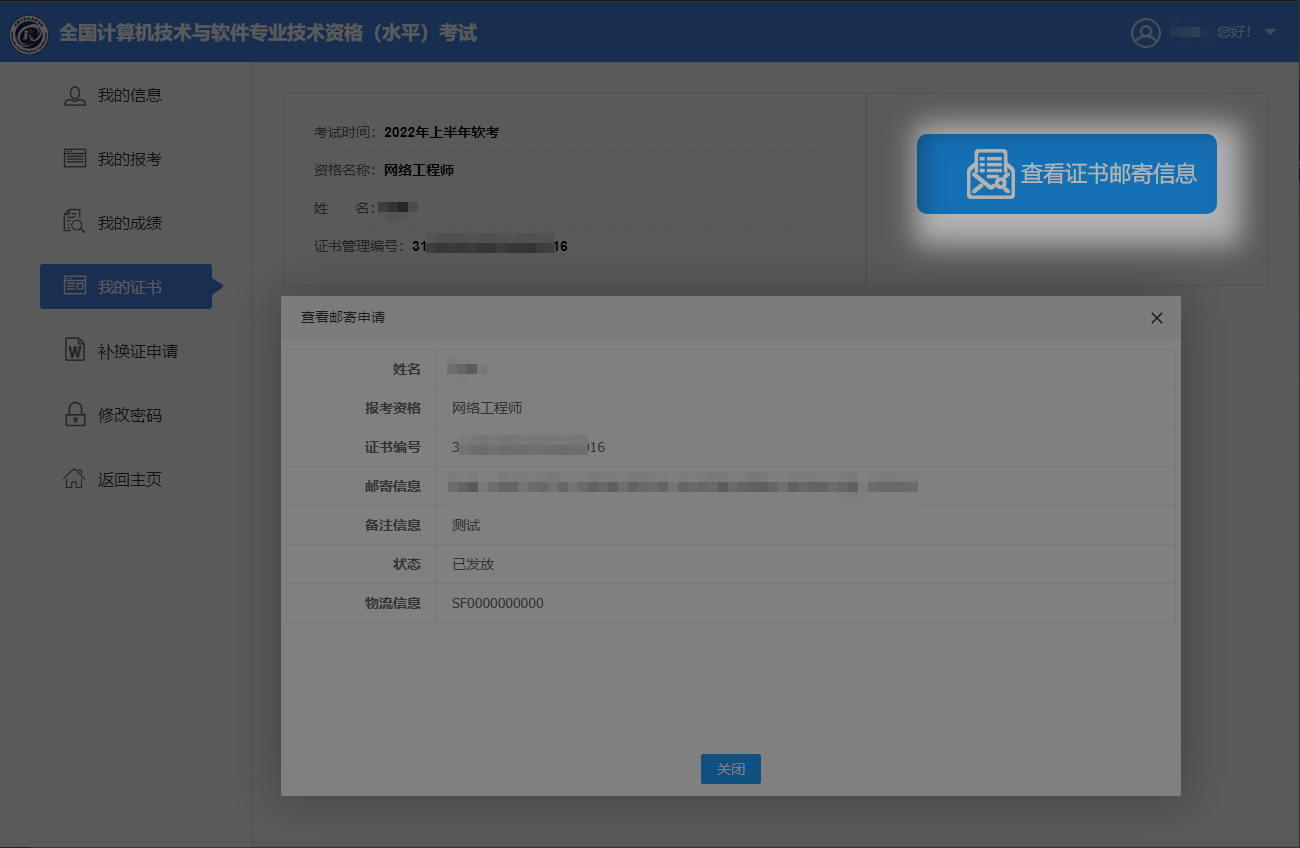 全国计算机技术与软件专业技术资格（水平）考试
您好！
我的信息
我的报考
我的成绩
我的证书
补换证申请
修改密码
返回主页
考试时间：2022年上半年软考
资格名称：网络工程师
姓 名：
证书管理编号：31 16
查看证书邮寄信息
查看邮寄申请
姓名
报考资格 网络工程师
证书编号 3 16
邮寄信息
备注信息 测试
状态 已发放
物流信息 SF0000000000
关闭